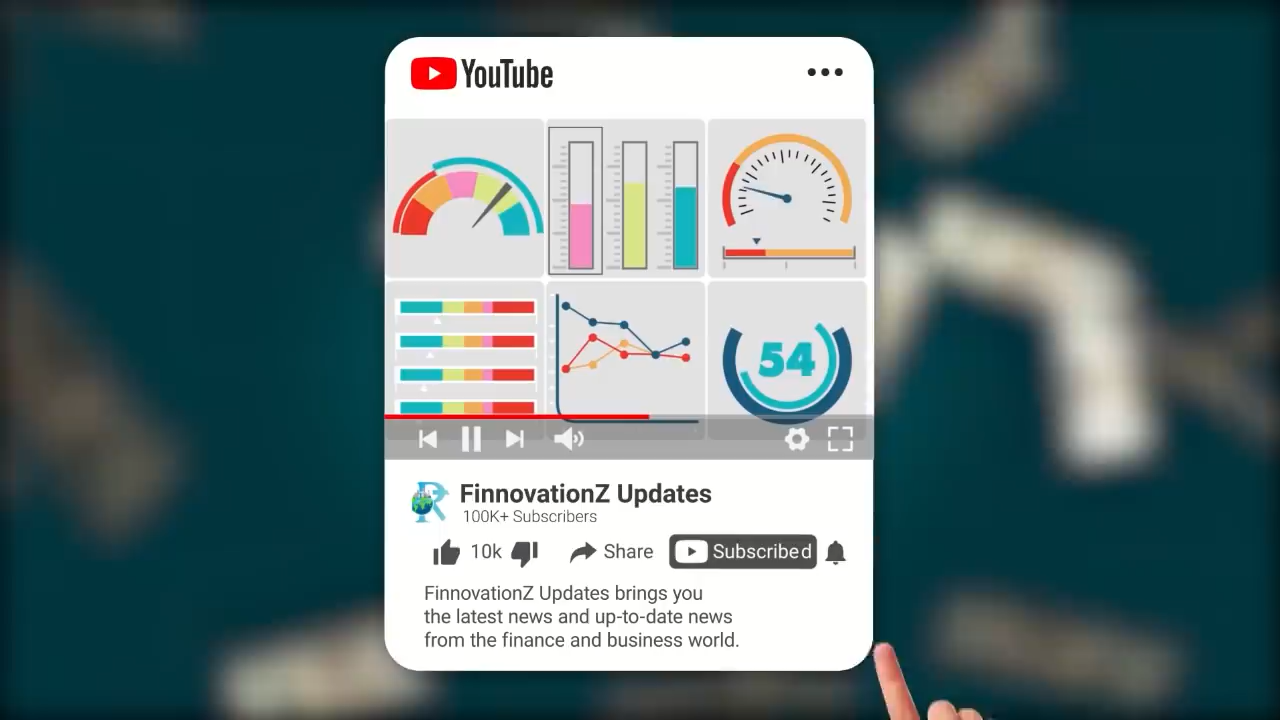 YouTube
54
FinnovationZ Updates
100K+ Subscribers
10k
Share
Subscribed
FinnovationZ Updates brings you
the latest news and up-to-date news
from the finance and business world.